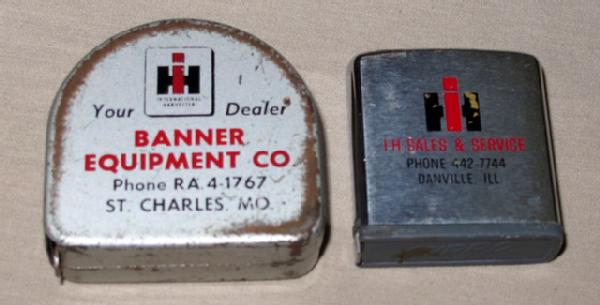 IH
INTERNATIONAL
HARVESTER
Your Dealer
BANNER
EQUIPMENT CO
Phone RA. 4-1767
ST. CHARLES, MO.
IH
IH SALES & SERVICE
PHONE 442-7744
DANVILLE, ILL